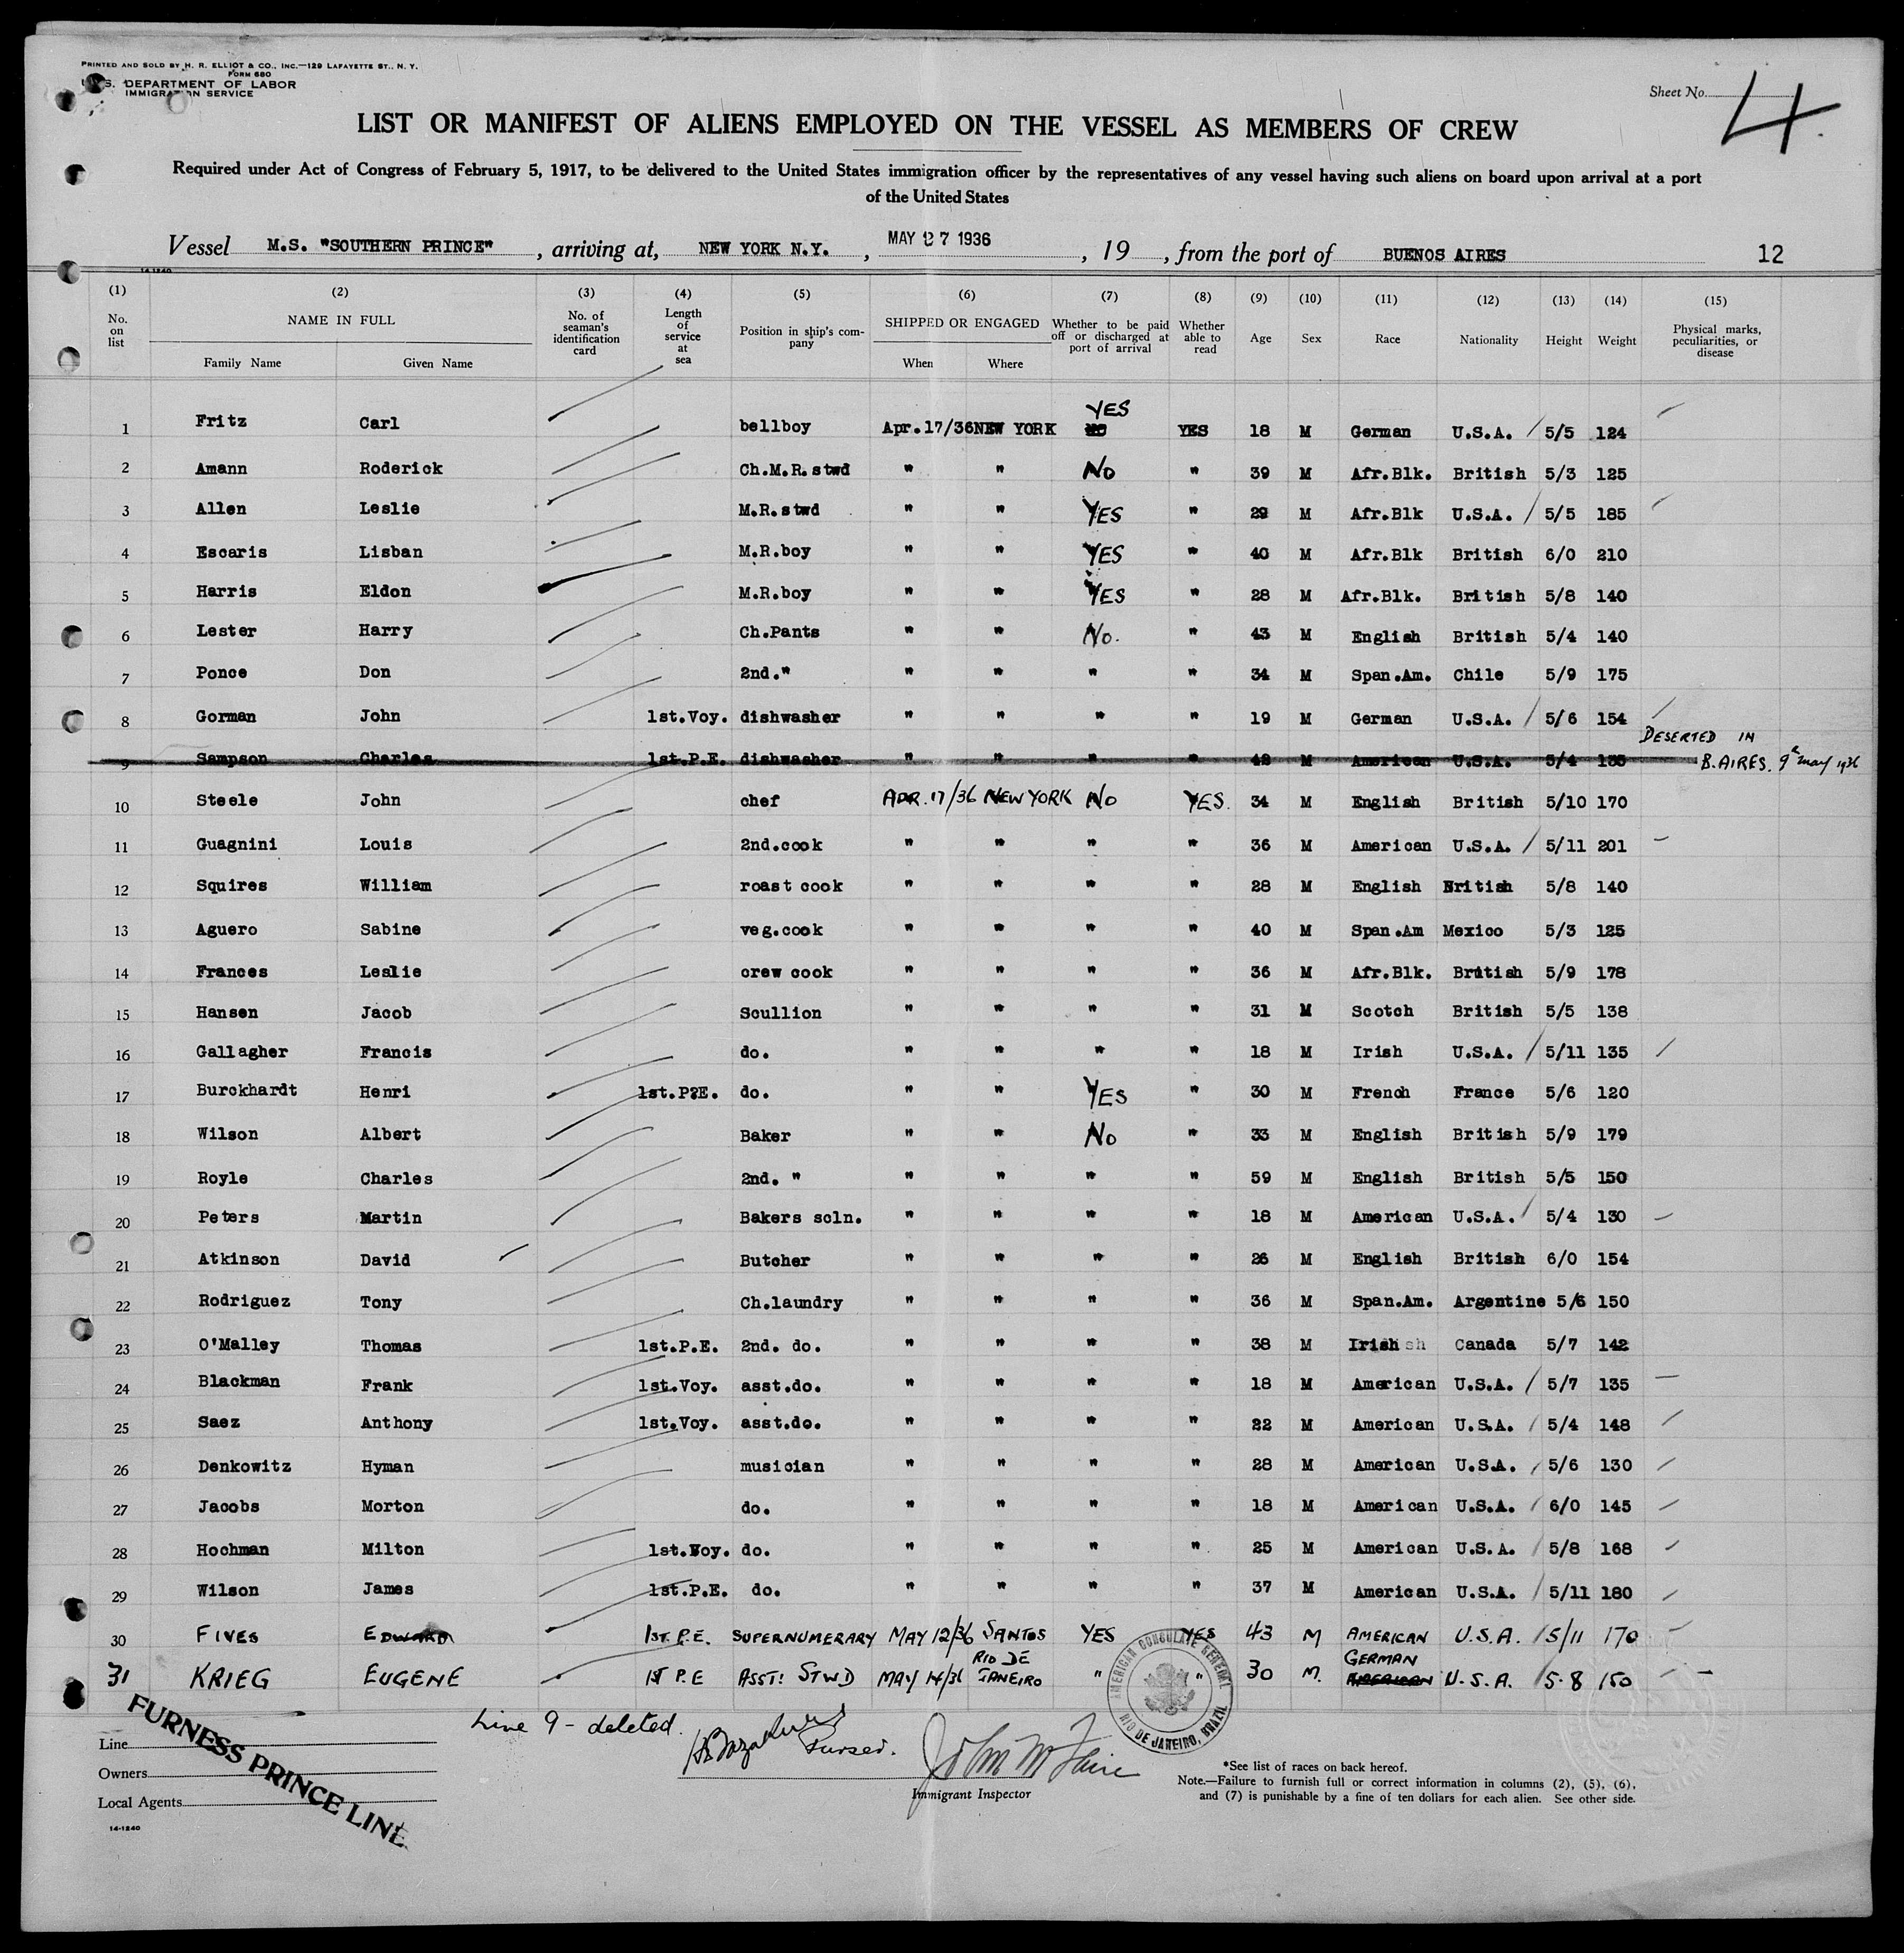 PRINTED AND SOLD BY H. R. ELLIOT & CO., INC.—129 LAFAYETTE ST., N. Y.
FORM 680
U. S. DEPARTMENT OF LABOR
IMMIGRATION SERVICE
Sheet No. 4
LIST OR MANIFEST OF ALIENS EMPLOYED ON THE VESSEL AS MEMBERS OF CREW
Required under Act of Congress of February 5, 1917, to be delivered to the United States immigration officer by the representatives of any vessel having such aliens on board upon arrival at a port
of the United States
Vessel M.S. "SOUTHERN PRINCE", arriving at, NEW YORK N.Y., MAY 27 1936, 19 , from the port of BUENOS AIRES 12
14-1240
(1) (2) (3) (4) (5) (6) (7) (8) (9) (10) (11) (12) (13) (14) (15)
No. on list NAME IN FULL Family Name Given Name No. of seaman's identification card Length of service at sea Position in ship's company SHIPPED OR ENGAGED When Where Whether to be paid off or discharged at port of arrival Whether able to read Age Sex Race Nationality Height Weight Physical marks, peculiarities, or disease
1 Fritz Carl bellboy Apr.17/36 NEW YORK NO YES YES 18 M German U.S.A. 5/5 124
2 Amann Roderick Ch.M.R.stwd " " No " 39 M Afr.Blk. British 5/3 125
3 Allen Leslie M.R.stwd " " YES " 29 M Afr.Blk U.S.A. 5/5 185
4 Escaris Lisban M.R.boy " " YES " 40 M Afr.Blk British 6/0 210
5 Harris Eldon M.R.boy " " YES " 28 M Afr.Blk. British 5/8 140
6 Lester Harry Ch.Pants " " No. " 43 M English British 5/4 140
7 Ponce Don 2nd." " " " " 34 M Span.Am. Chile 5/9 175
8 Gorman John 1st.Voy. dishwasher " " " " 19 M German U.S.A. 5/6 154
9 Sampson Charles 1st.P.E. dishwasher " " " " 42 M American U.S.A. 5/4 135 DESERTED IN B.AIRES. 9th May 1936
10 Steele John chef APR.17/36 NEW YORK No YES. 34 M English British 5/10 170
11 Guagnini Louis 2nd.cook " " " " 36 M American U.S.A. 5/11 201
12 Squires William roast cook " " " " 28 M English British 5/8 140
13 Aguero Sabine veg.cook " " " " 40 M Span.Am Mexico 5/3 125
14 Frances Leslie crew cook " " " " 36 M Afr.Blk. British 5/9 178
15 Hansen Jacob Scullion " " " " 31 M Scotch British 5/5 138
16 Gallagher Francis do. " " " " 18 M Irish U.S.A. 5/11 135
17 Burckhardt Henri 1st.P?E. do. " " YES " 30 M French France 5/6 120
18 Wilson Albert Baker " " No " 33 M English British 5/9 179
19 Royle Charles 2nd. " " " " " 59 M English British 5/5 150
20 Peters Martin Bakers scln. " " " " 18 M American U.S.A. 5/4 130
21 Atkinson David Butcher " " " " 26 M English British 6/0 154
22 Rodriguez Tony Ch.laundry " " " " 36 M Span.Am. Argentine 5/6 150
23 O'Malley Thomas 1st.P.E. 2nd. do. " " " " 38 M Irish Canada 5/7 142
24 Blackman Frank 1st.Voy. asst.do. " " " " 18 M American U.S.A. 5/7 135
25 Saez Anthony 1st.Voy. asst.do. " " " " 22 M American U.S.A. 5/4 148
26 Denkowitz Hyman musician " " " " 28 M American U.S.A. 5/6 130
27 Jacobs Morton do. " " " " 18 M American U.S.A. 6/0 145
28 Hochman Milton 1st.Voy. do. " " " " 25 M American U.S.A. 5/8 168
29 Wilson James 1st.P.E. do. " " " " 37 M American U.S.A. 5/11 180
30 FIVES EDWARD 1ST. P.E. SUPERNUMERARY MAY 12/36 SANTOS YES YES 43 M AMERICAN U.S.A. 5/11 170
31 KRIEG EUGENE 1ST P.E ASST: STWD MAY 14/36 RIO DE JANEIRO " " 30 M. AMERICAN GERMAN U.S.A. 5.8 150
Line 9 - deleted.
Purser.
AMERICAN CONSULATE GENERAL
RIO DE JANEIRO, BRAZIL
Line
Owners
Local Agents
FURNESS PRINCE LINE
14-1240
Immigrant Inspector
*See list of races on back hereof.
Note.—Failure to furnish full or correct information in columns (2), (5), (6),
and (7) is punishable by a fine of ten dollars for each alien. See other side.